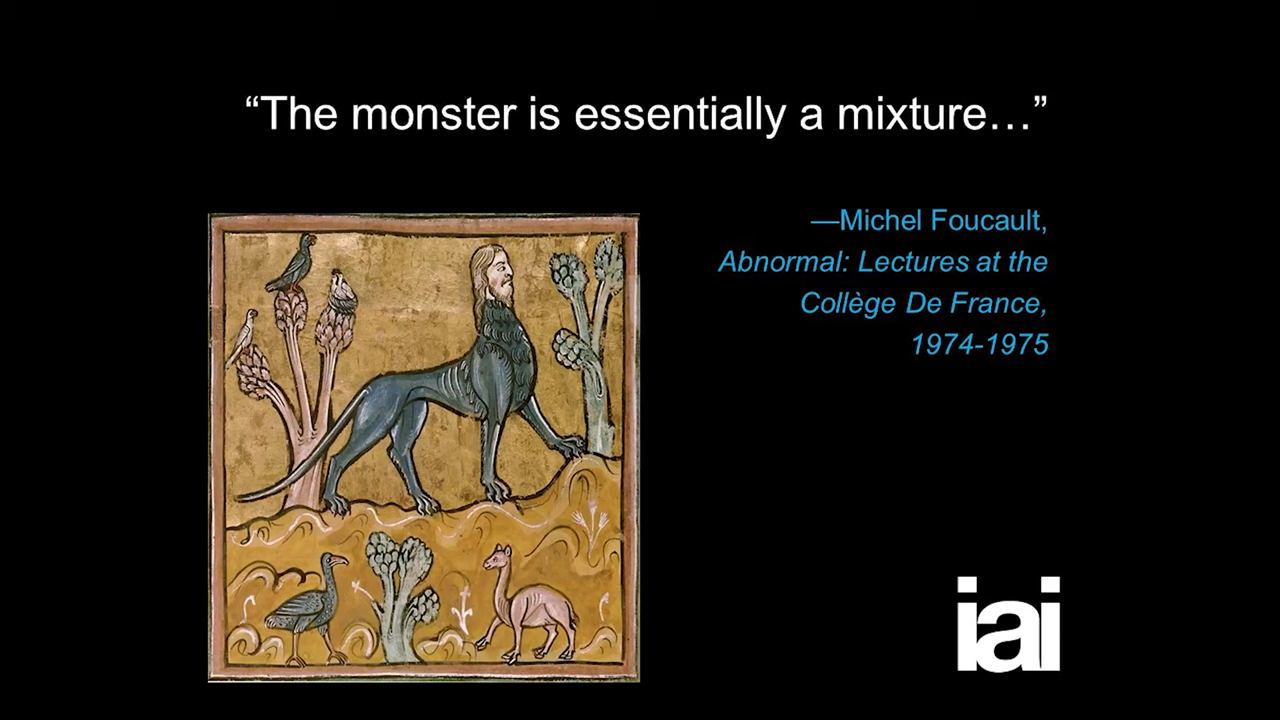 “The monster is essentially a mixture…”
—Michel Foucault,
Abnormal: Lectures at the
Collège De France,
1974-1975
iai